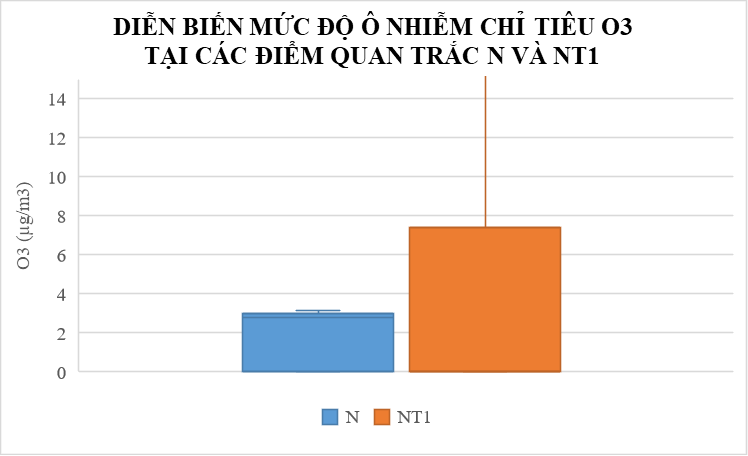 DIỄN BIẾN MỨC ĐỘ Ô NHIỄM CHỈ TIÊU O3
TẠI CÁC ĐIỂM QUAN TRẮC N VÀ NT1
14
12
10
8
6
4
2
0
O3 (µg/m3)
N
NT1